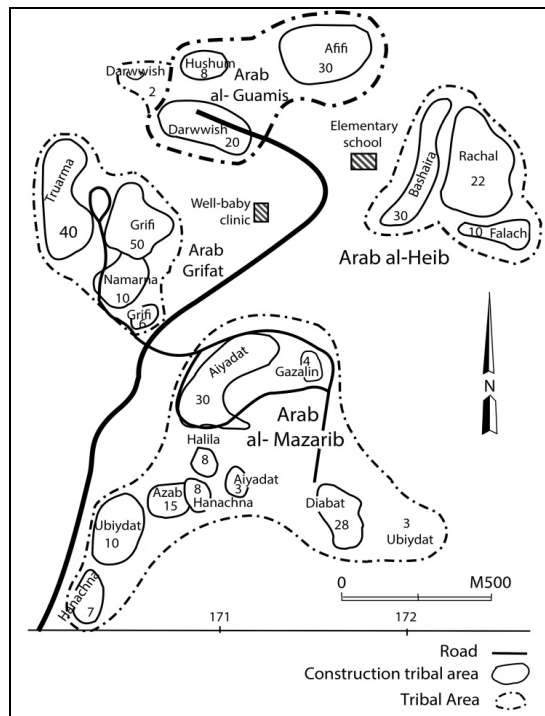 Afifi
30
Hushum
8
Darwwish
2
Arab
al- Guamis
Darwwish
20
Elementary
school
Bashaira
30
Rachal
22
10 Falach
Arab al-Heib
Truarma
40
Grifi
50
Well-baby
clinic
Arab
Grifat
Namarna
10
Grifi
6
N
Aiyadat
30
4
Gazalin
Arab
al- Mazarib
Halila
8
Aiyadat
3
Azab
15
8
Hanachna
Diabat
28
3
Ubiydat
Ubiydat
10
Hanachna
7
0 M500
171 172
Road
Construction tribal area
Tribal Area